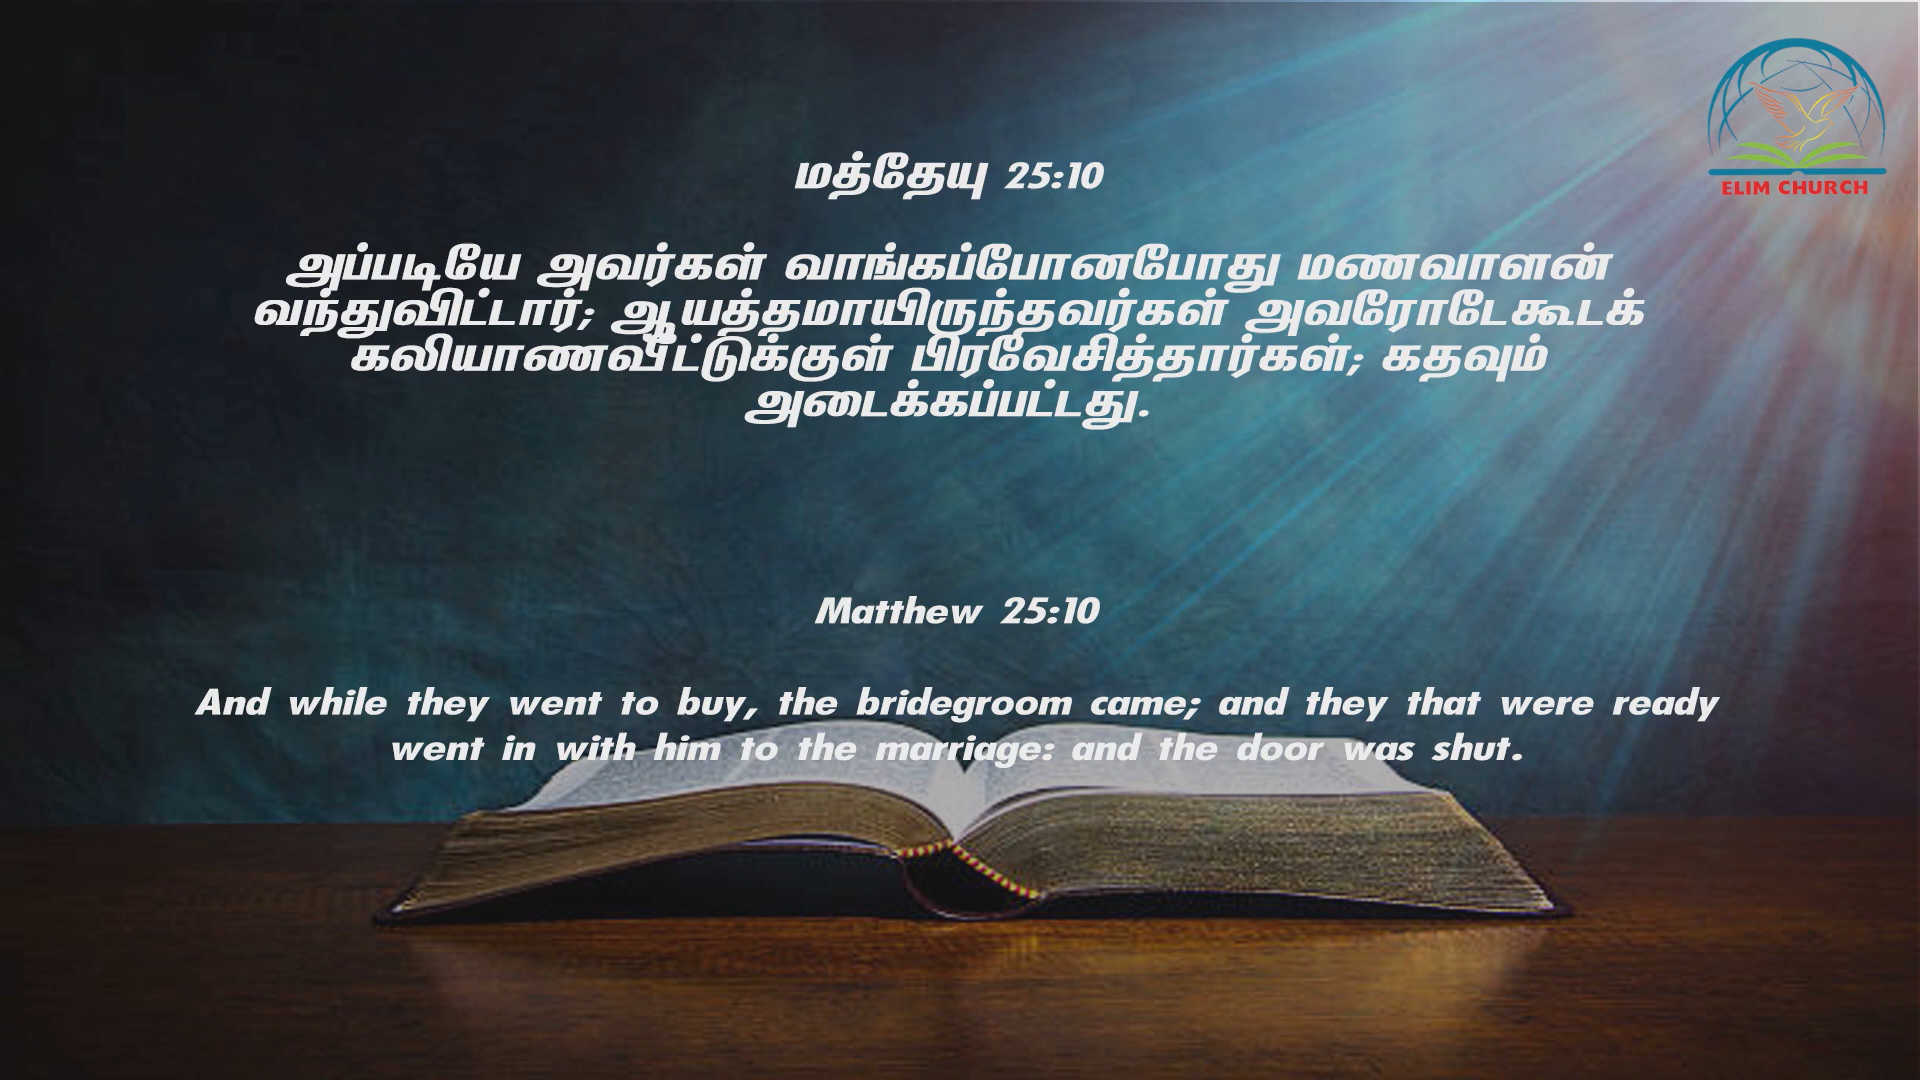 ELIM CHURCH
மத்தேயு 25:10
அப்படியே அவர்கள் வாங்கப்போனபோது மணவாளன்
வந்துவிட்டார்; ஆயத்தமாயிருந்தவர்கள் அவரோடேகூடக்
கலியாணவீட்டுக்குள் பிரவேசித்தார்கள்; கதவும்
அடைக்கப்பட்டது.
Matthew 25:10
And while they went to buy, the bridegroom came; and they that were ready
went in with him to the marriage: and the door was shut.